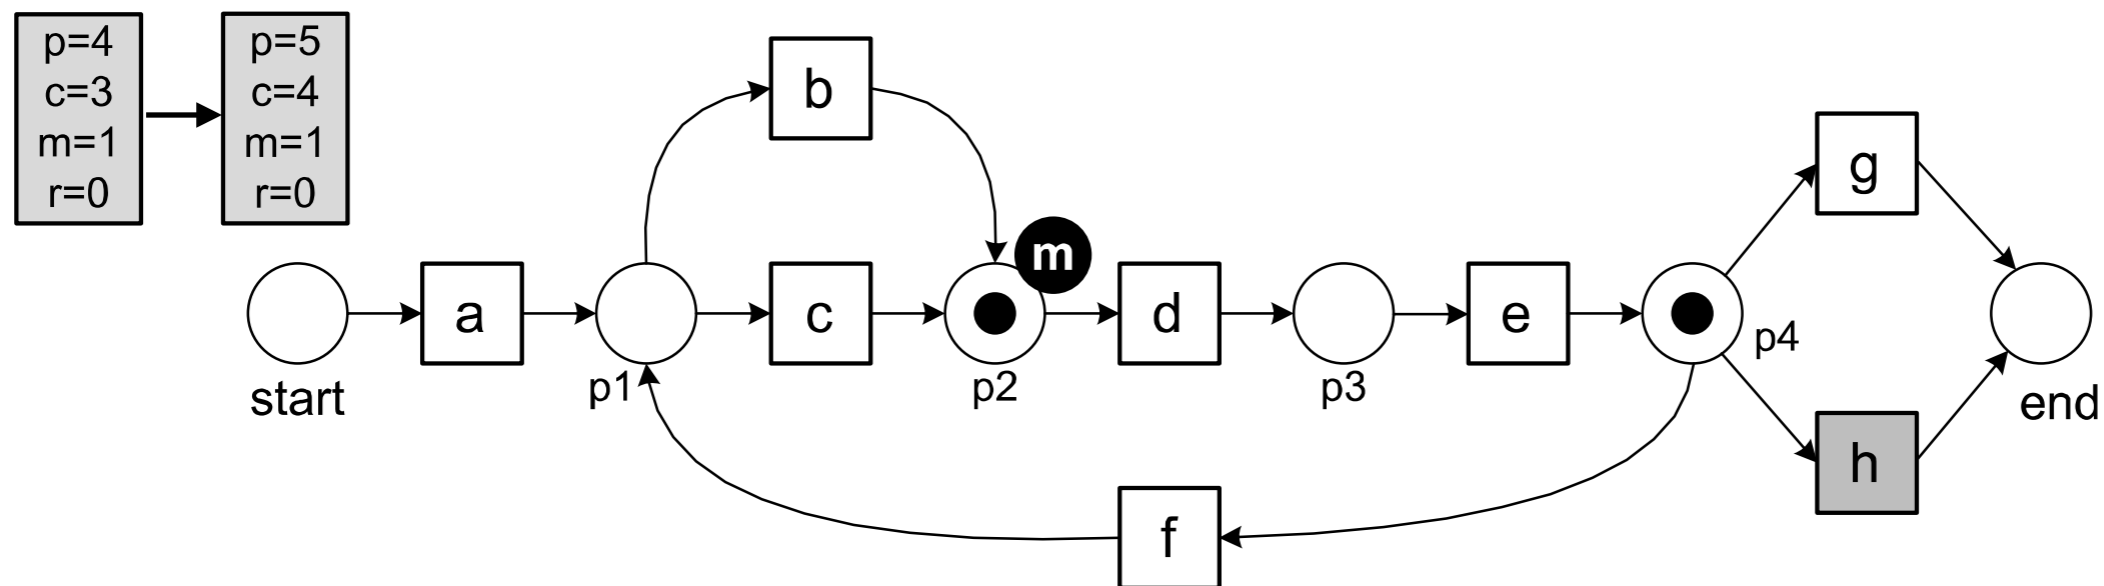 p=4
c=3
m=1
r=0
p=5
c=4
m=1
r=0
b
g
m
a
c
d
e
start
p1
p2
p3
p4
end
h
f